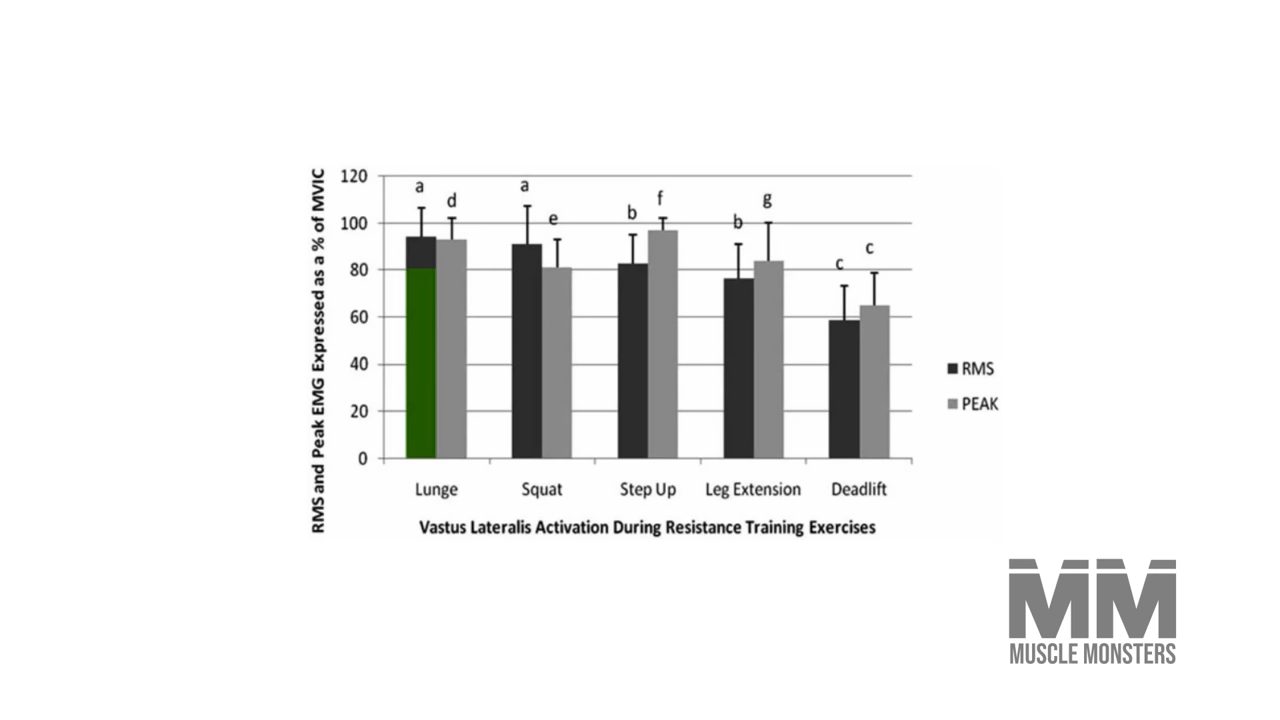 RMS and Peak EMG Expressed as a % of MVIC
120
100
80
60
40
20
0
a
d
a
e
b
f
b
g
c
c
Lunge
Squat
Step Up
Leg Extension
Deadlift
Vastus Lateralis Activation During Resistance Training Exercises
RMS
PEAK
MM
MUSCLE MONSTERS